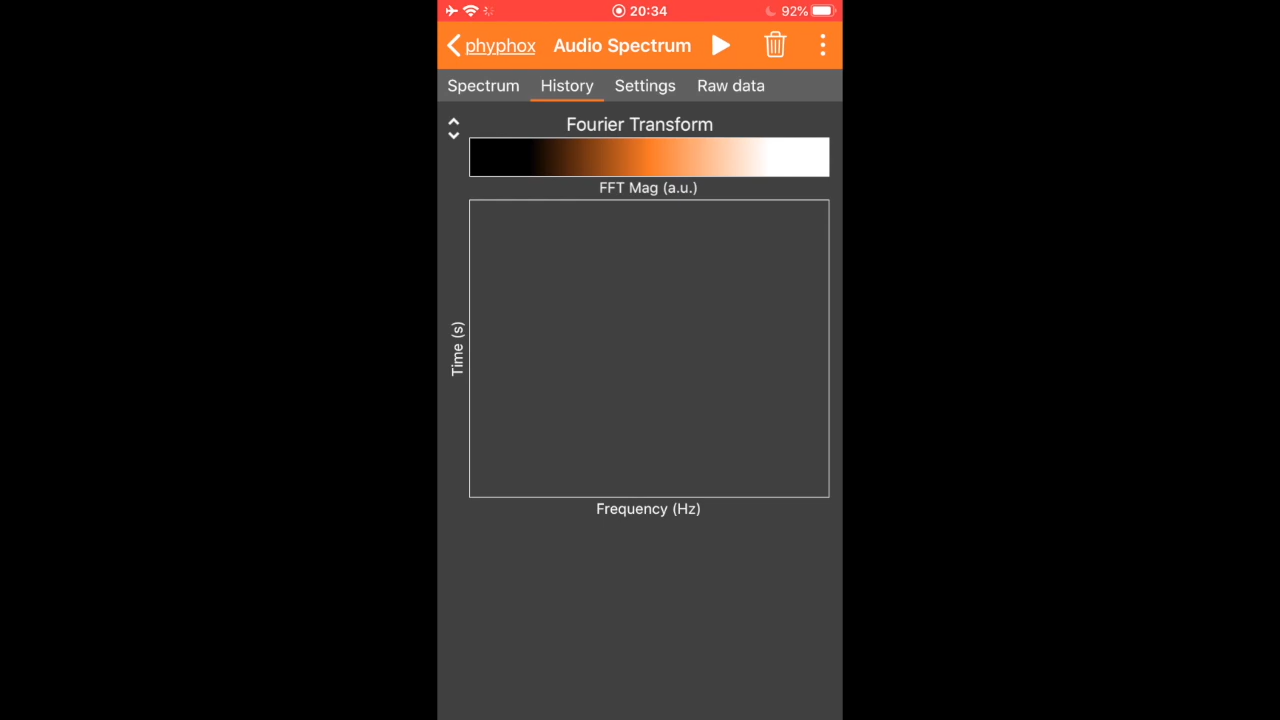 20:34
92%
phyphox Audio Spectrum
Spectrum History Settings Raw data
Fourier Transform
FFT Mag (a.u.)
Time (s)
Frequency (Hz)